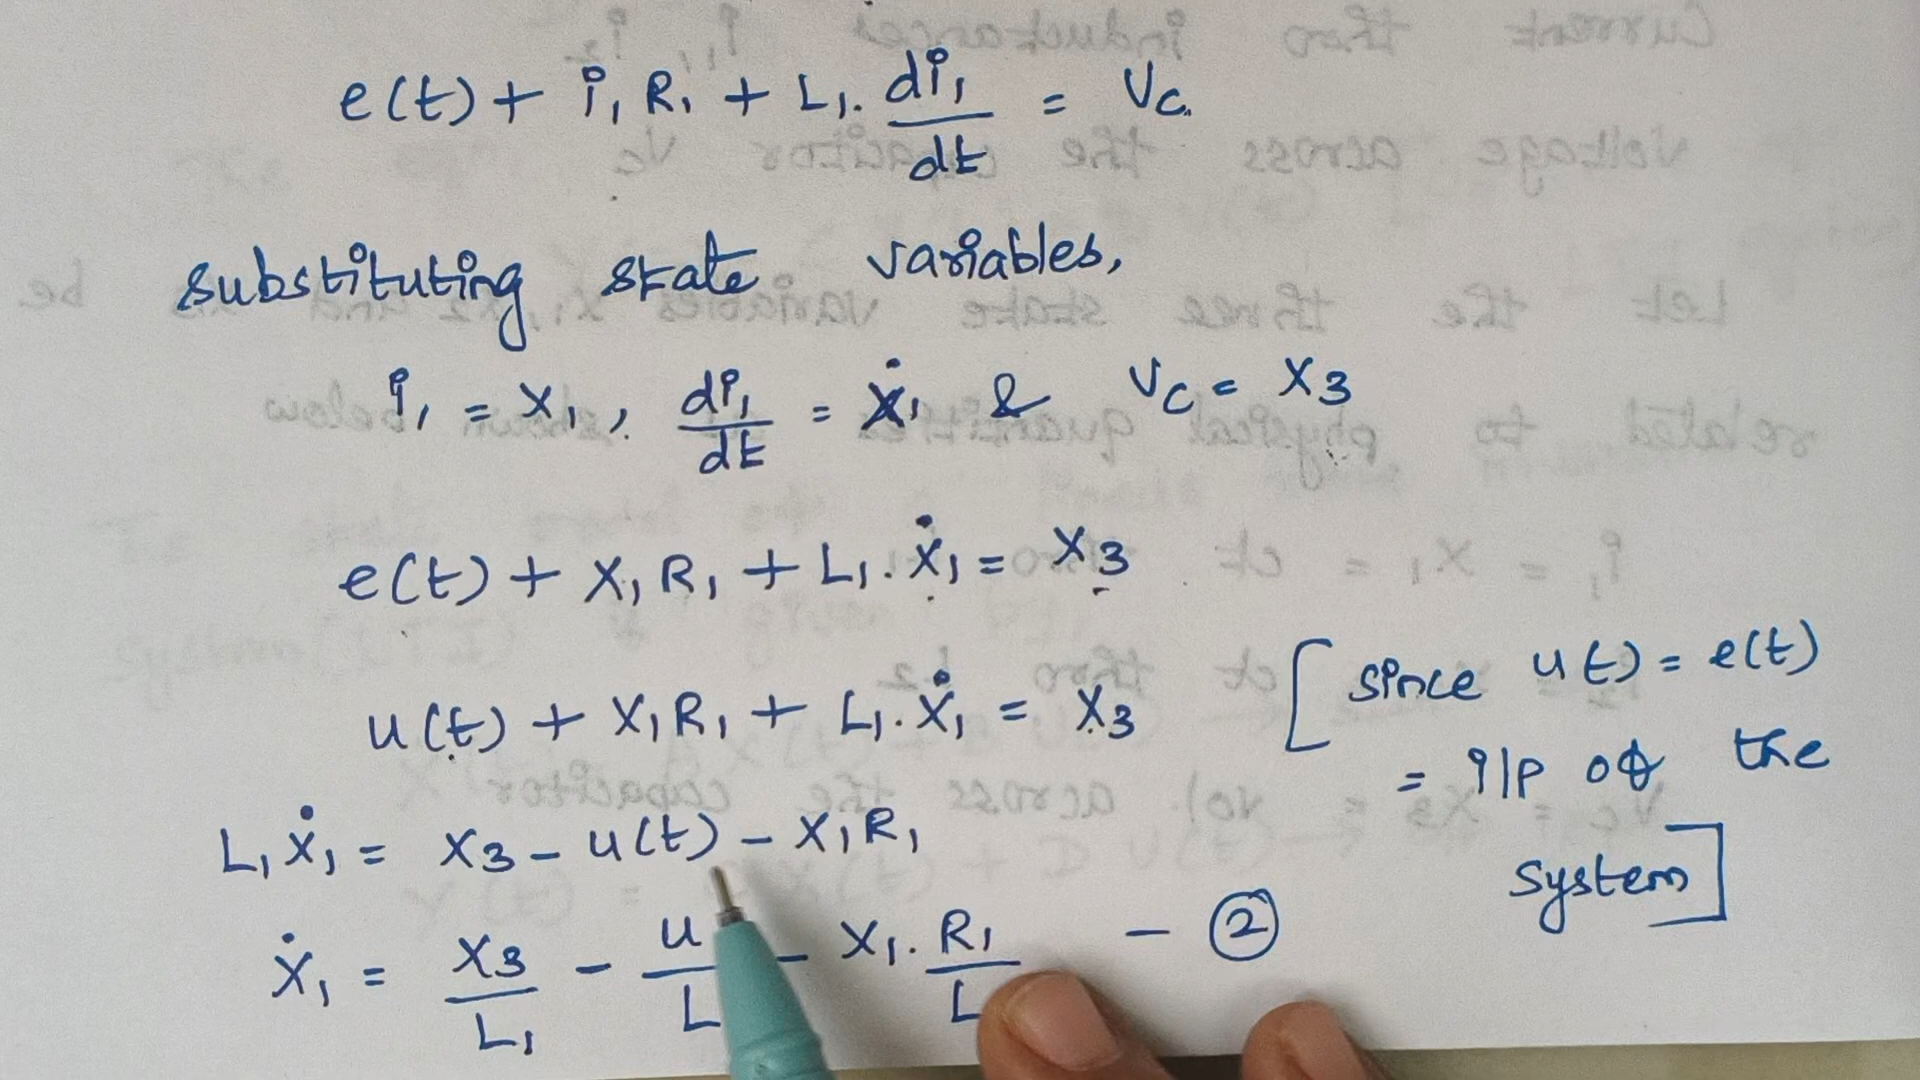 e(t) + i₁R₁ + L₁. di₁/dt = Vc.
substituting state variables,
i₁ = X₁, di₁/dt = Ẋ₁ & Vc = X₃
e(t) + X₁R₁ + L₁.Ẋ₁ = X₃
u(t) + X₁R₁ + L₁.Ẋ₁ = X₃ [since u t) = e(t)
= i/p of the
system]
L₁Ẋ₁ = X₃ - u(t) - X₁R₁
Ẋ₁ = X₃/L₁ - u/L - X₁. R₁/L - ②